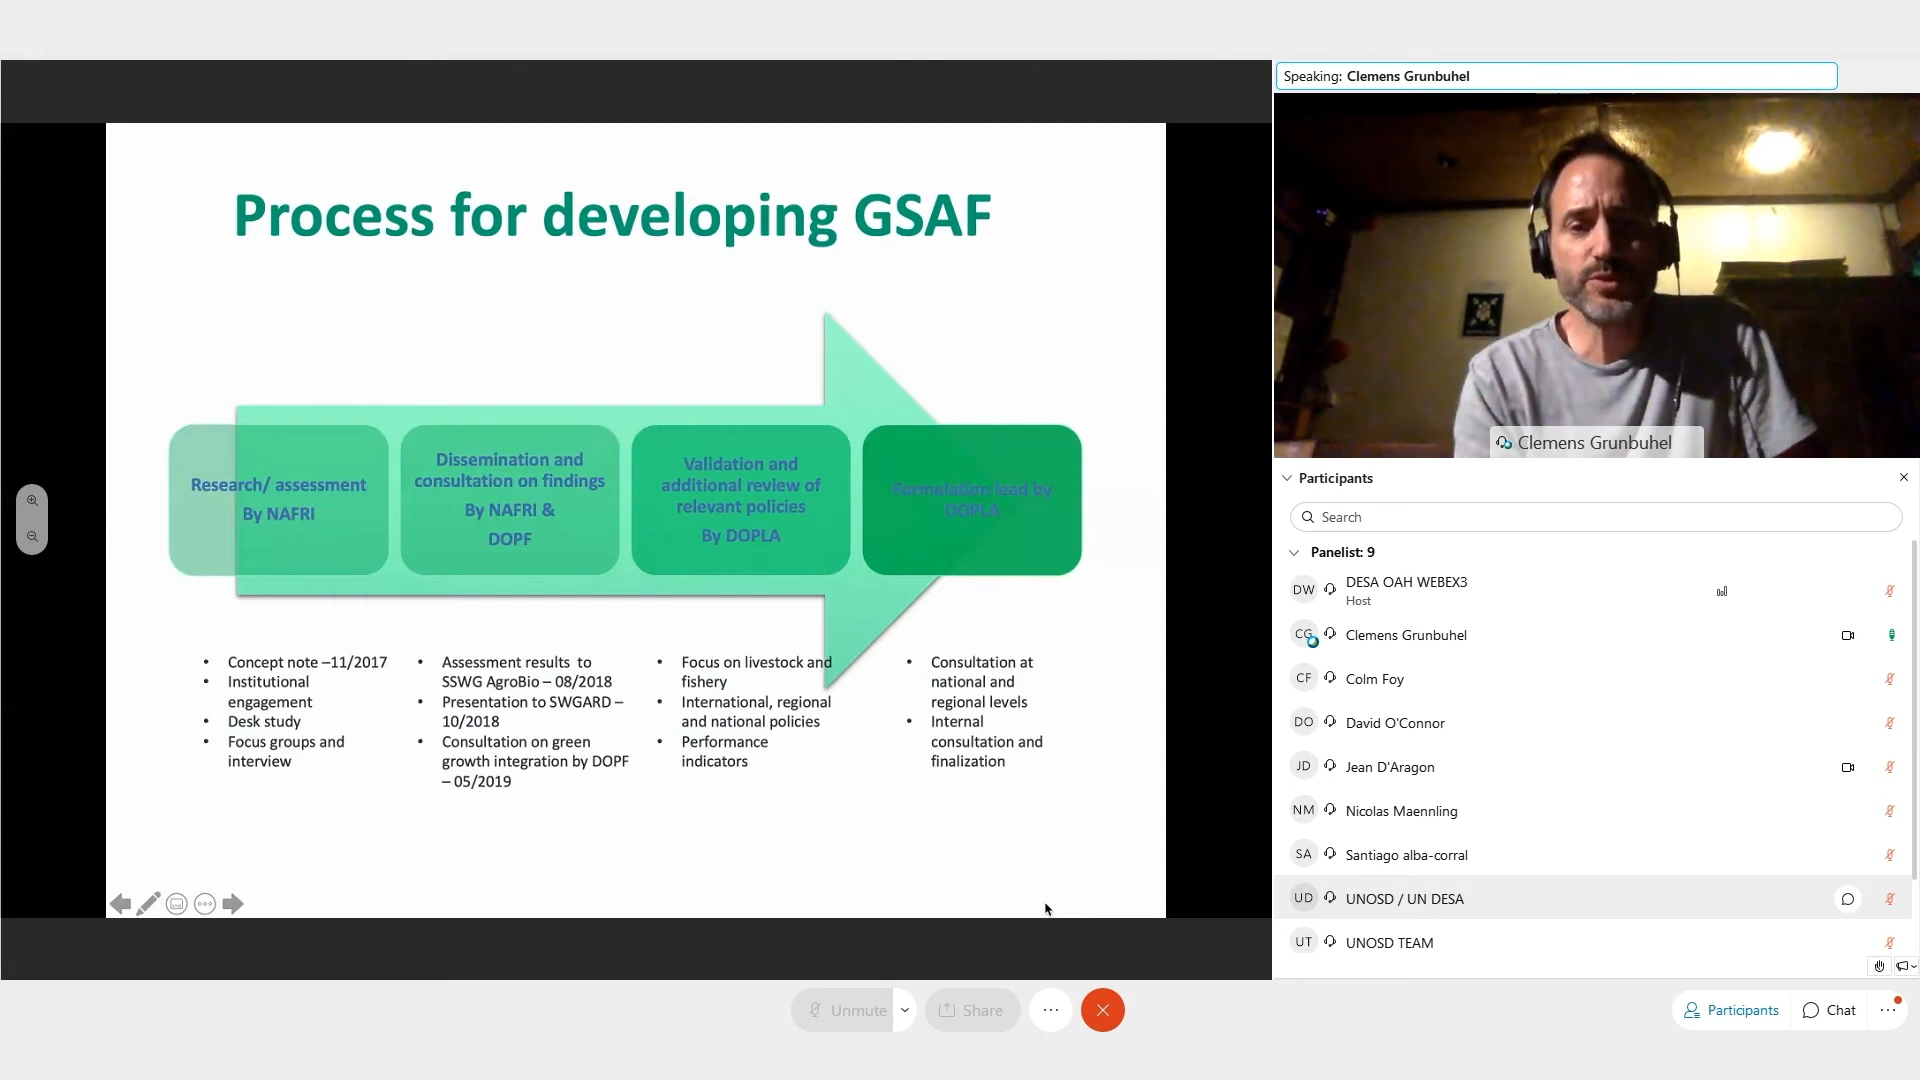 Process for developing GSAF
Research/ assessment
By NAFRI
Dissemination and
consultation on findings
By NAFRI &
DOPF
Validation and
additional review of
relevant policies
By DOPLA
Formulation lead by
DOPLA
• Concept note –11/2017
• Institutional
engagement
• Desk study
• Focus groups and
interview
• Assessment results to
SSWG AgroBio – 08/2018
• Presentation to SWGARD –
10/2018
• Consultation on green
growth integration by DOPF
– 05/2019
• Focus on livestock and
fishery
• International, regional
and national policies
• Performance
indicators
• Consultation at
national and
regional levels
• Internal
consultation and
finalization
Speaking: Clemens Grunbuhel
Clemens Grunbuhel
Participants
Search
Panelist: 9
DW DESA OAH WEBEX3
Host
CG Clemens Grunbuhel
CF Colm Foy
DO David O'Connor
JD Jean D'Aragon
NM Nicolas Maennling
SA Santiago alba-corral
UD UNOSD / UN DESA
UT UNOSD TEAM
Unmute
Share
Participants
Chat